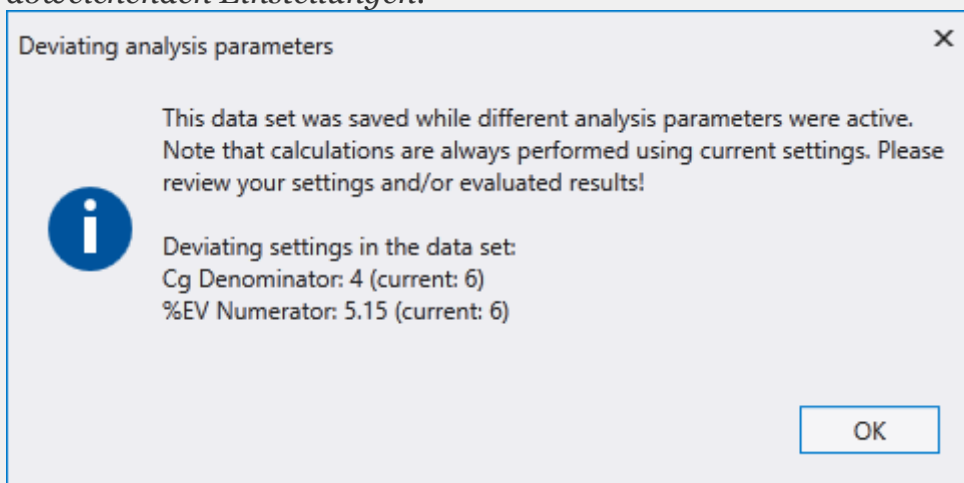 abweichenden Einstellungen.
Deviating analysis parameters
This data set was saved while different analysis parameters were active.
Note that calculations are always performed using current settings. Please
review your settings and/or evaluated results!
Deviating settings in the data set:
Cg Denominator: 4 (current: 6)
%EV Numerator: 5.15 (current: 6)
OK